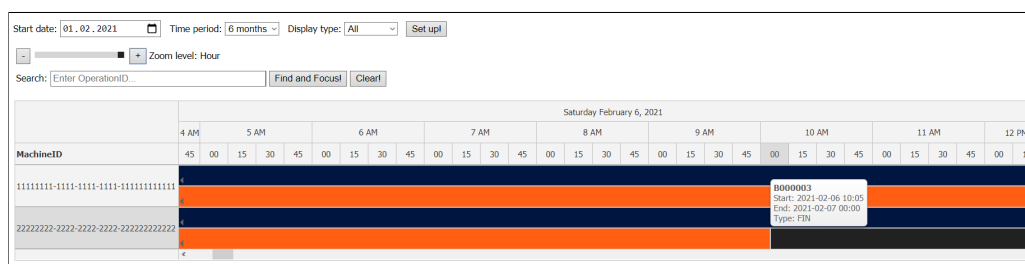 Start date: 01.02.2021 Time period: 6 months Display type: All Set up!
- + Zoom level: Hour
Search: Enter OperationID... Find and Focus! Clear!
Saturday February 6, 2021
4 AM 5 AM 6 AM 7 AM 8 AM 9 AM 10 AM 11 AM 12 PM
MachineID 45 00 15 30 45 00 15 30 45 00 15 30 45 00 15 30 45 00 15 30 45 00 15 30 45 00 15 30 45 00
11111111-1111-1111-1111-111111111111
B000003
Start: 2021-02-06 10:05
End: 2021-02-07 00:00
Type: FIN
22222222-2222-2222-2222-222222222222